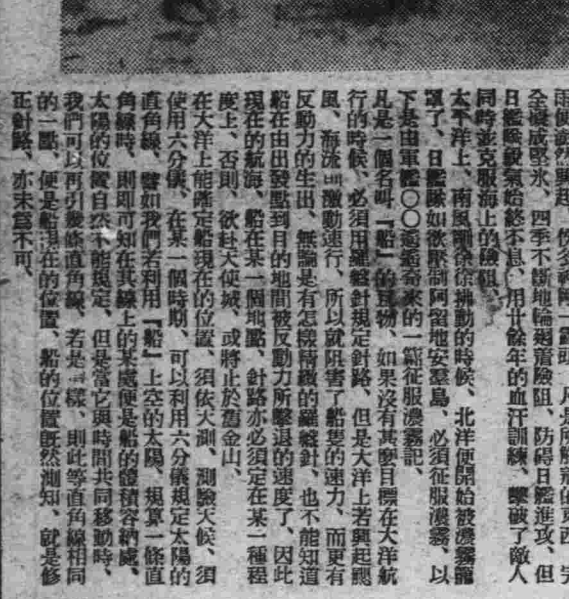 全凝成堅氷、四季不斷地輪廻着險阻、防碍日艦進攻、但
日艦隊銳氣始終不息、用廿餘年的血汗訓練、擊破了敵人
同時並克服海上的險阻、
太平洋上、南風剛徐徐拂動的時候、北洋便開始被濃霧籠
罩了、日艦隊如欲壓制阿留地安羣島、必須征服濃霧、以
下是由軍艦〇〇遙遙寄來的一篇征服濃霧記、
凡是一個名叫「船」的巨物、如果沒有甚麼目標在大洋航
行的時候、必須用羅盤針規定針路、但是大洋上若興起颶
風、海流 激動速行、所以就阻害了船隻的速力、而更有
反動力的生出、無論是有怎樣精緻的羅盤針、也不能知道
船在由出發點到目的地間被反動力所擊退的速度了、因此
現在的航海、船在某一個地點、針路亦必須定在某一種程
度上、否則、欲赴天使城、或將止於舊金山、
在大洋上能確定船現在的位置、須依天測、測驗天候、須
使用六分儀、在某一個時期、可以利用六分儀規定太陽的
直角線、譬如我們若利用「船」上空的太陽、規算一條直
角線時、則即可知在其線上的某處便是船的體積容納處、
太陽的位置自然不能規定、但是當它與時間共同移動時、
我們可以再引幾條直角線、若是一樣、則此等直角線相同
的一點、便是船現在的位置、船的位置既然測知、就是修
正針路、亦未爲不可、